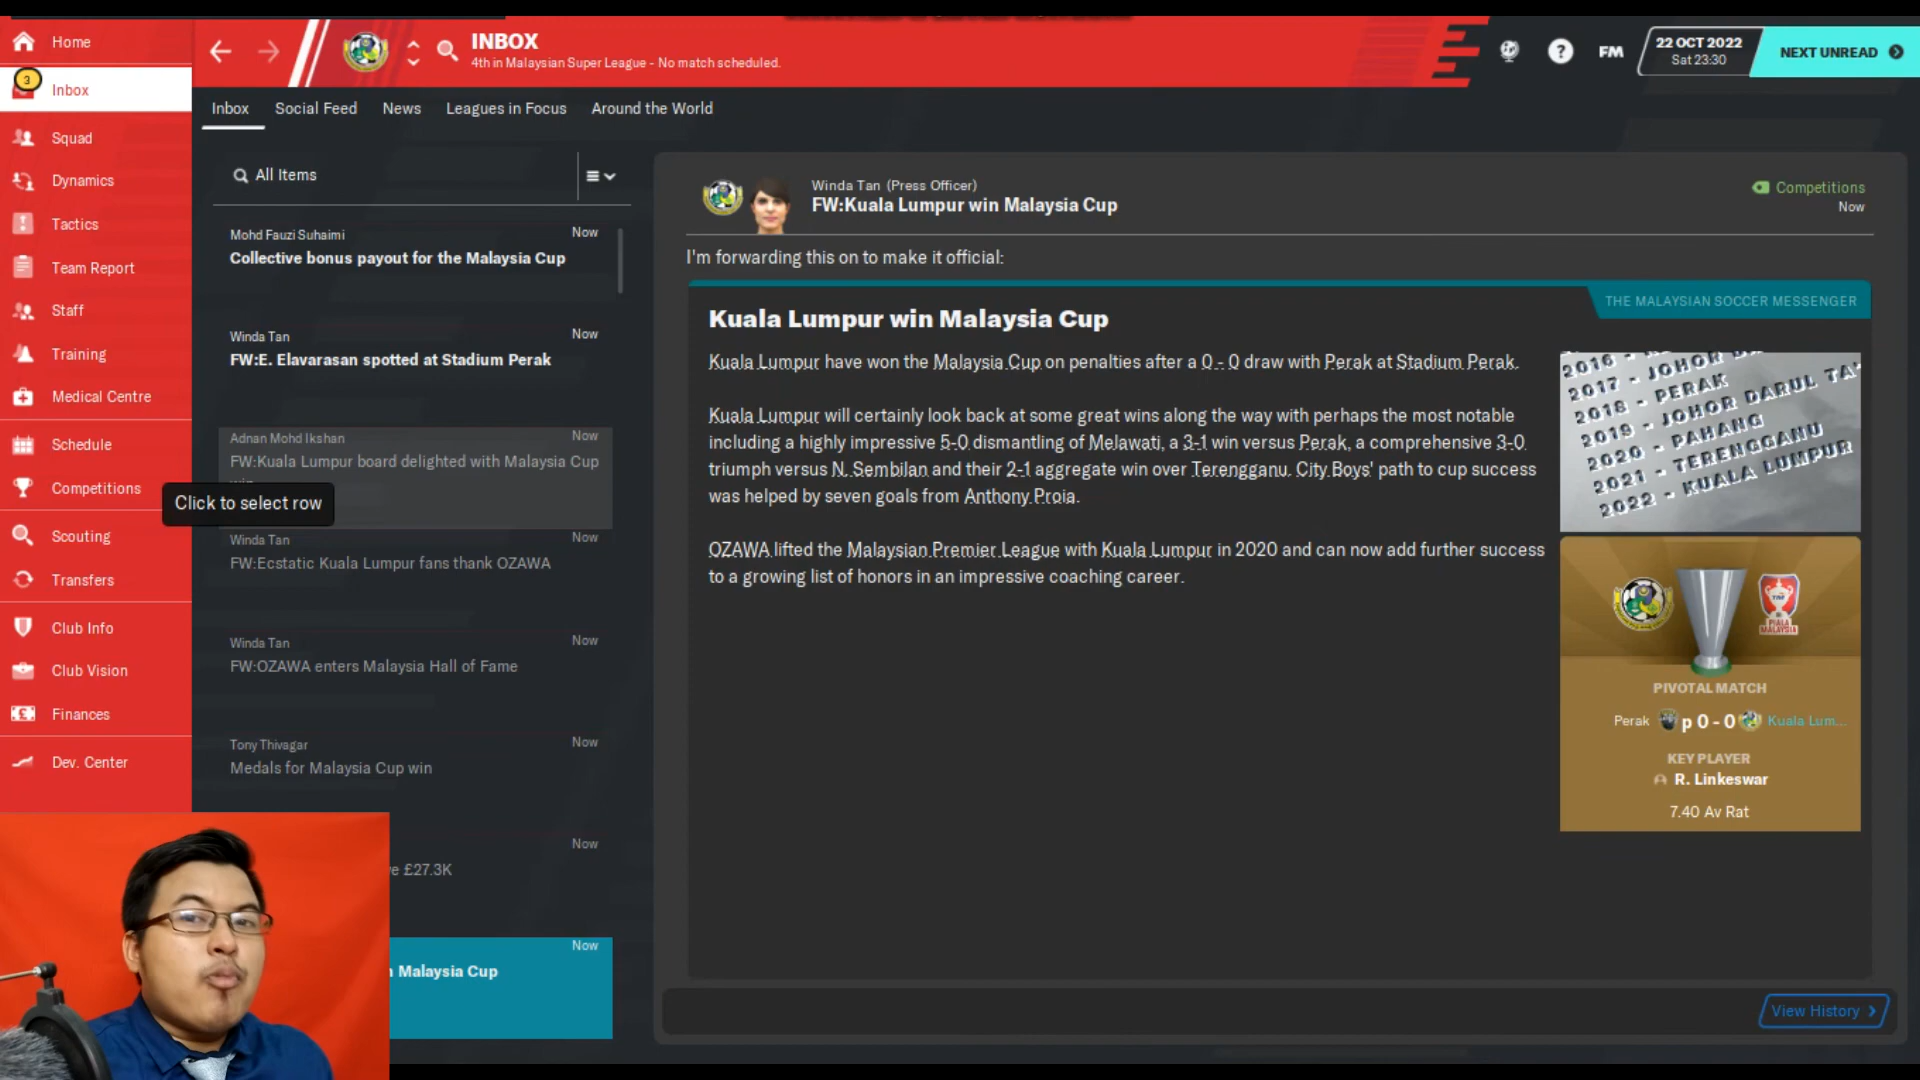 Home
3
Inbox
Squad
Dynamics
Tactics
Team Report
Staff
Training
Medical Centre
Schedule
Competitions
Scouting
Transfers
Club Info
Club Vision
Finances
Dev. Center
INBOX
4th in Malaysian Super League - No match scheduled.
?
FM
22 OCT 2022
Sat 23:30
NEXT UNREAD
Inbox
Social Feed
News
Leagues in Focus
Around the World
All Items
Mohd Fauzi Suhaimi
Now
Collective bonus payout for the Malaysia Cup
Winda Tan
Now
FW:E. Elavarasan spotted at Stadium Perak
Adnan Mohd Ikshan
Now
FW:Kuala Lumpur board delighted with Malaysia Cup
Click to select row
Winda Tan
Now
FW:Ecstatic Kuala Lumpur fans thank OZAWA
Winda Tan
Now
FW:OZAWA enters Malaysia Hall of Fame
Tony Thivagar
Now
Medals for Malaysia Cup win
Now
£27.3K
Now
Malaysia Cup
Winda Tan (Press Officer)
FW:Kuala Lumpur win Malaysia Cup
Competitions
Now
I'm forwarding this on to make it official:
THE MALAYSIAN SOCCER MESSENGER
Kuala Lumpur win Malaysia Cup
Kuala Lumpur have won the Malaysia Cup on penalties after a 0 - 0 draw with Perak at Stadium Perak.
Kuala Lumpur will certainly look back at some great wins along the way with perhaps the most notable
including a highly impressive 5-0 dismantling of Melawati, a 3-1 win versus Perak, a comprehensive 3-0
triumph versus N. Sembilan and their 2-1 aggregate win over Terengganu. City Boys' path to cup success
was helped by seven goals from Anthony Proia.
OZAWA lifted the Malaysian Premier League with Kuala Lumpur in 2020 and can now add further success
to a growing list of honors in an impressive coaching career.
2017 - JOHOR DA
2018 - PERAK
2019 - JOHOR DARUL TA'
2020 - PAHANG
2021 - TERENGGANU
2022 - KUALA LUMPUR
PIALA
MALAYSIA
PIVOTAL MATCH
Perak p 0 - 0 Kuala Lum...
KEY PLAYER
R. Linkeswar
7.40 Av Rat
View History